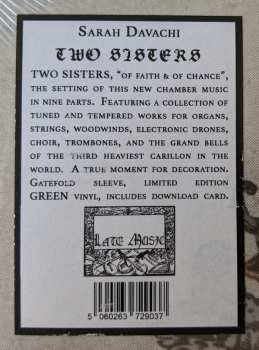 SARAH DAVACHI
TWO SISTERS
TWO SISTERS, "OF FAITH & OF CHANCE",
THE SETTING OF THIS NEW CHAMBER MUSIC
IN NINE PARTS. FEATURING A COLLECTION OF
TUNED AND TEMPERED WORKS FOR ORGANS,
STRINGS, WOODWINDS, ELECTRONIC DRONES,
CHOIR, TROMBONES, AND THE GRAND BELLS
OF THE THIRD HEAVIEST CARILLON IN THE
WORLD. A TRUE MOMENT FOR DECORATION.
GATEFOLD SLEEVE, LIMITED EDITION
GREEN VINYL, INCLUDES DOWNLOAD CARD.
LATE MUSIC
5 060263 729037